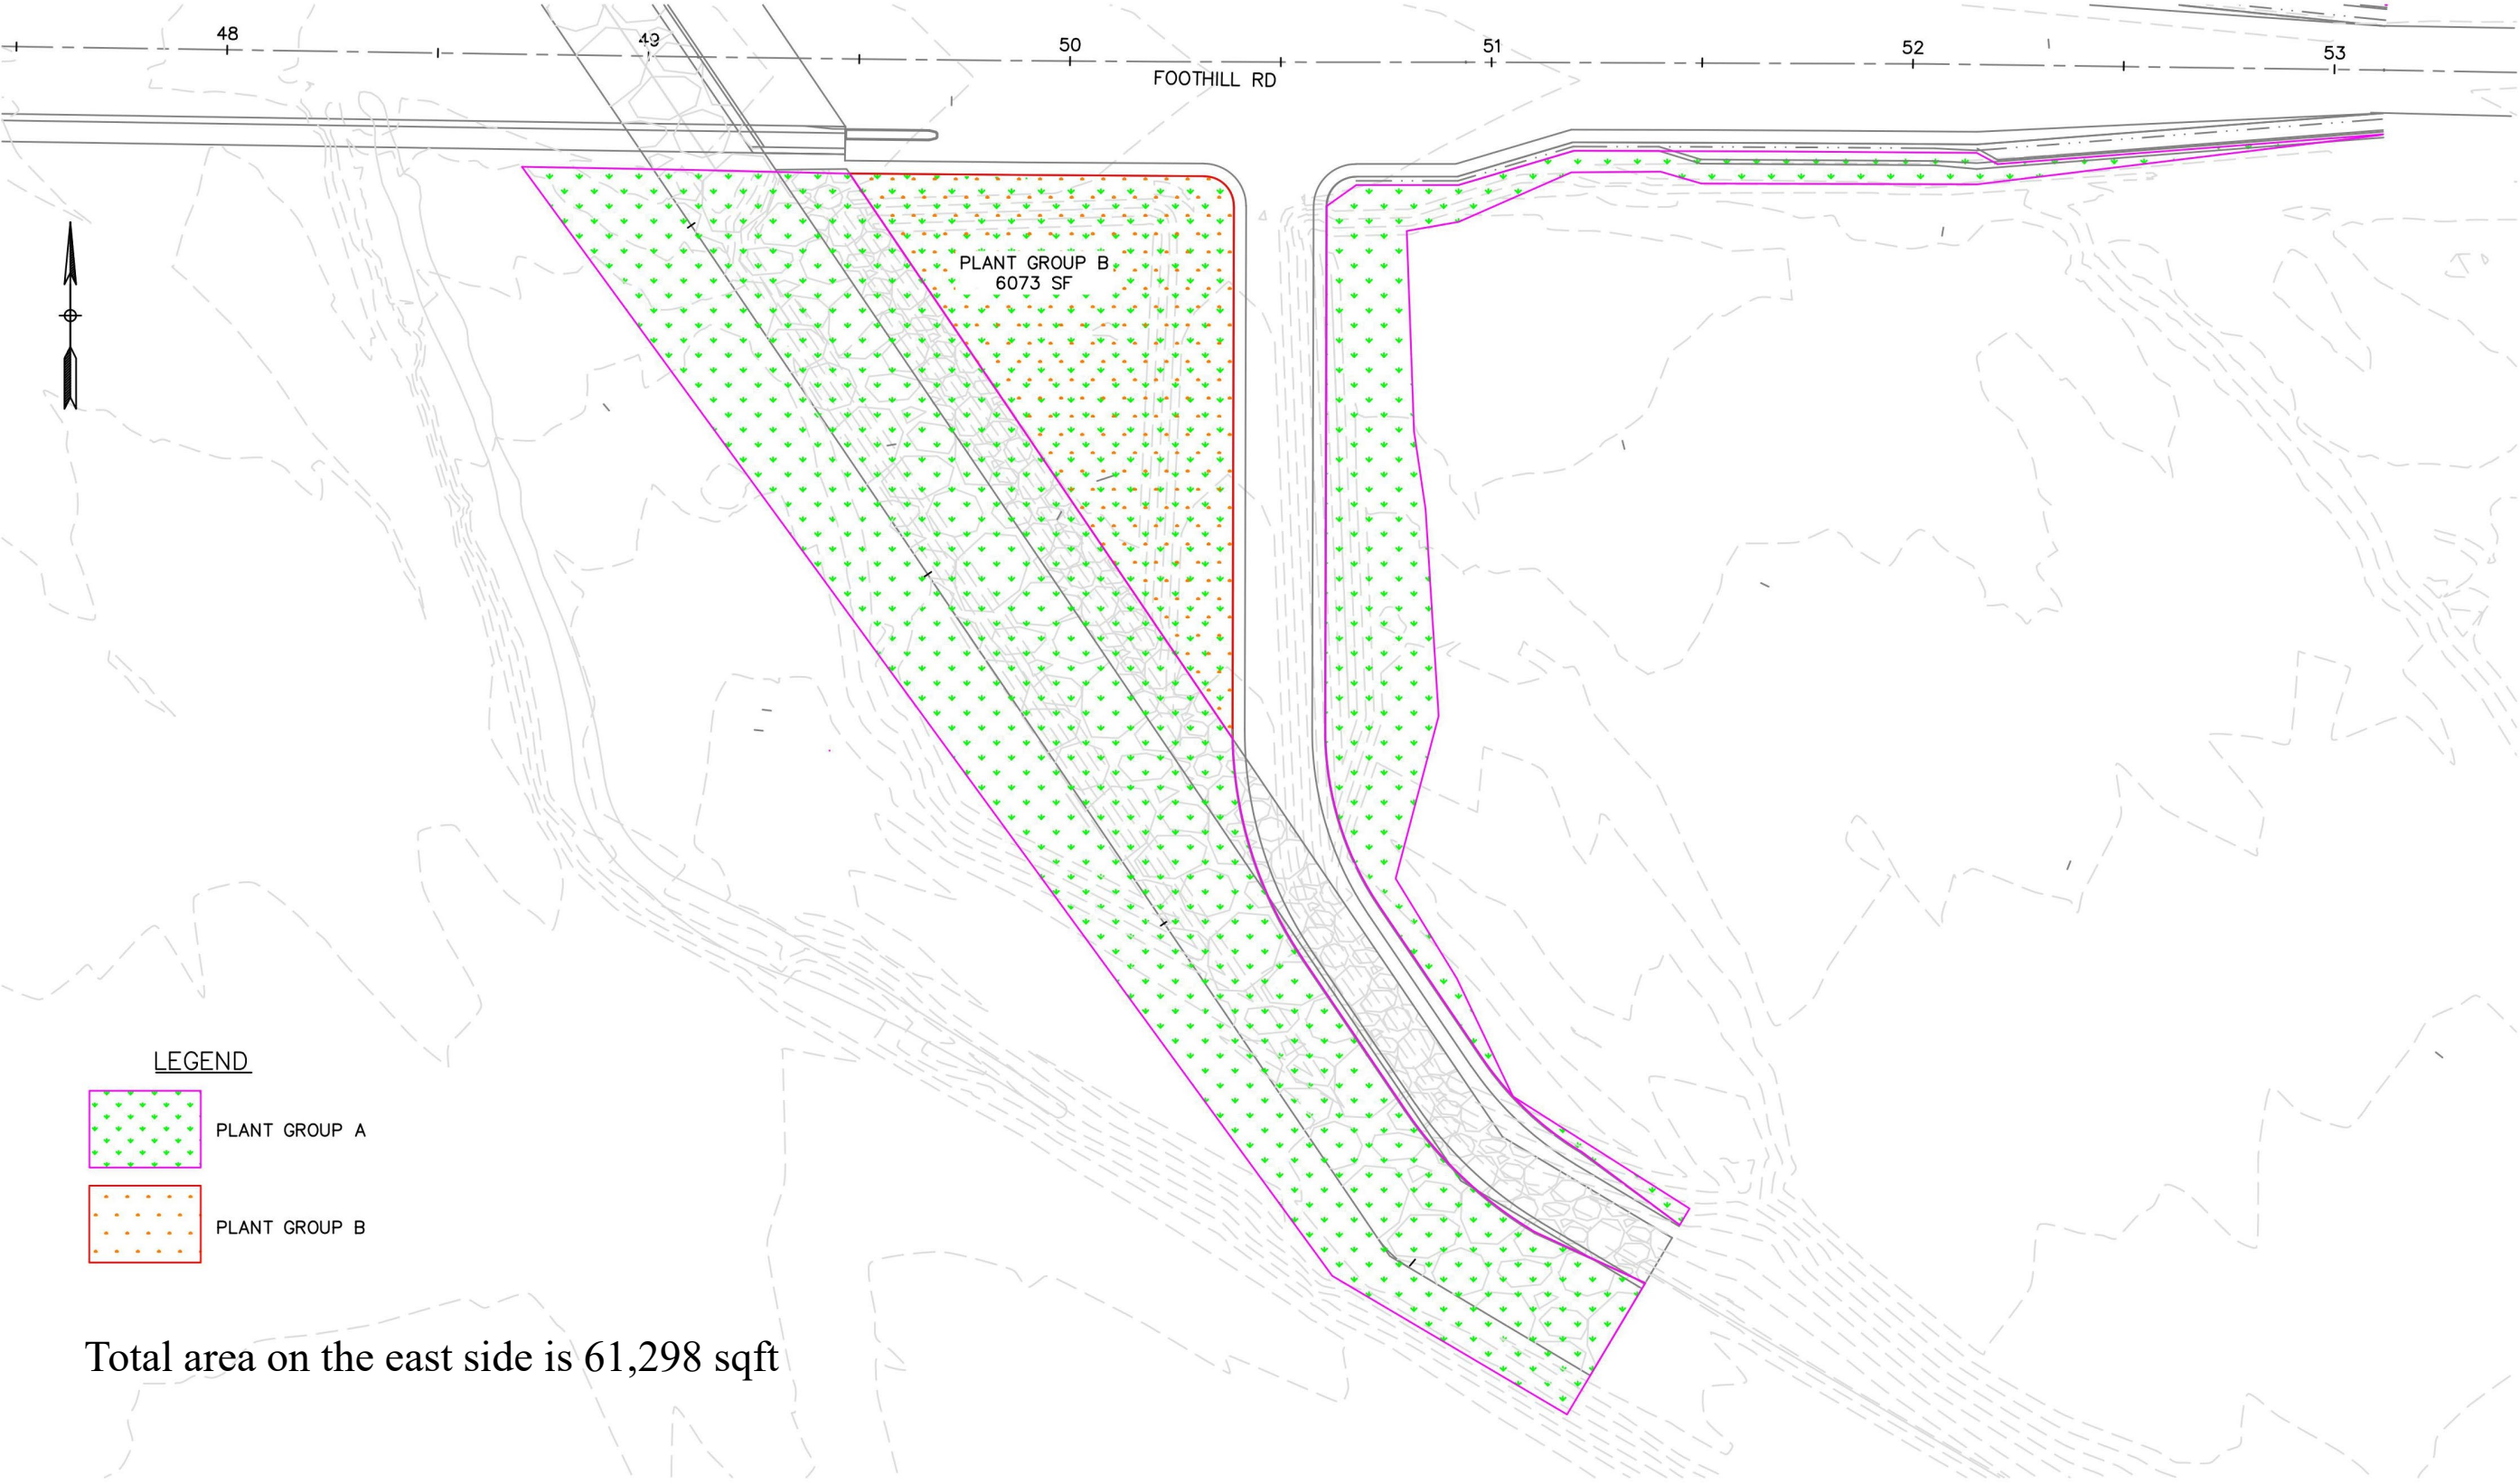 48
49
50
51
52
53
FOOTHILL RD
PLANT GROUP B
6073 SF
LEGEND
PLANT GROUP A
PLANT GROUP B
Total area on the east side is 61,298 sqft